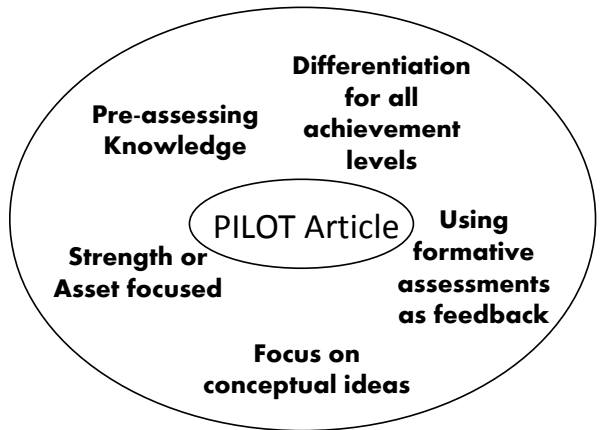 Differentiation
for all
achievement
levels
Pre-assessing
Knowledge
PILOT Article
Using
formative
assessments
as feedback
Strength or
Asset focused
Focus on
conceptual ideas